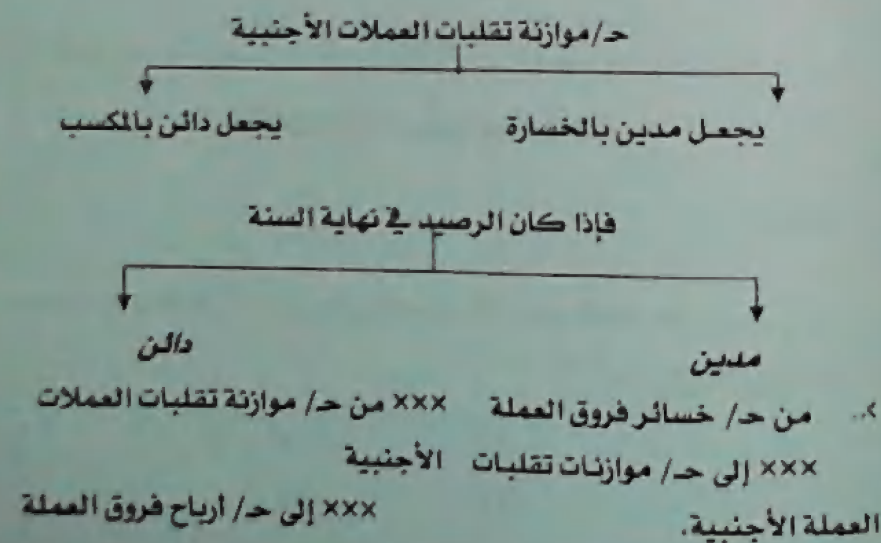 حـ/موازنة تقلبات العملات الأجنبية
يجعل مدين بالخسارة يجعل دائن بالمكسب
فإذا كان الرصيد في نهاية السنة
مدين دائن
من حـ/ خسائر فروق العملة ××× من حـ/ موازنة تقلبات العملات
××× إلى حـ/ موازنات تقلبات الأجنبية
العملة الأجنبية. ××× إلى حـ/ أرباح فروق العملة